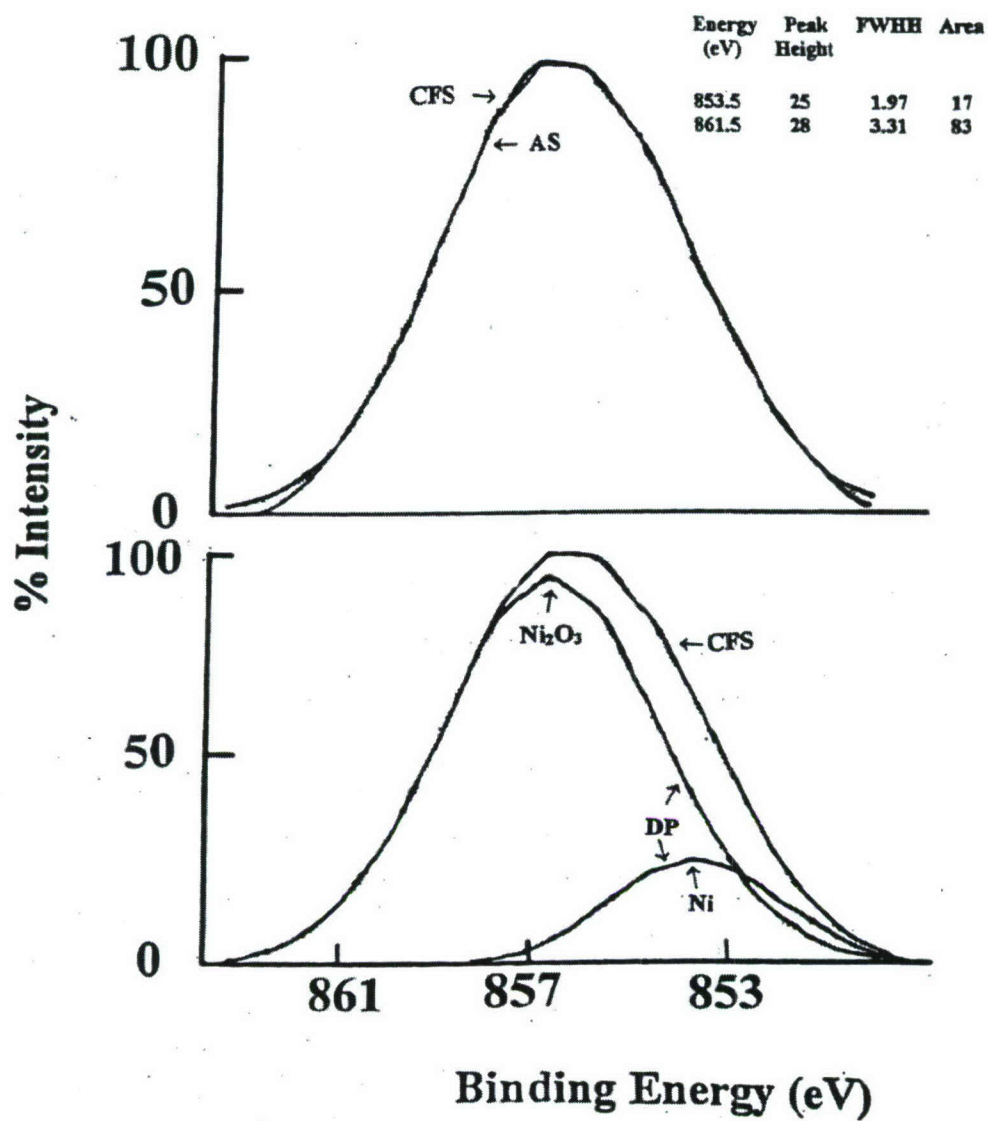 Energy (eV) Peak Height FWHH Area
853.5 25 1.97 17
861.5 28 3.31 83
100
CFS →
← AS
50
0
% Intensity
100
Ni₂O₃
← CFS
50
DP
Ni
0
861 857 853
Binding Energy (eV)